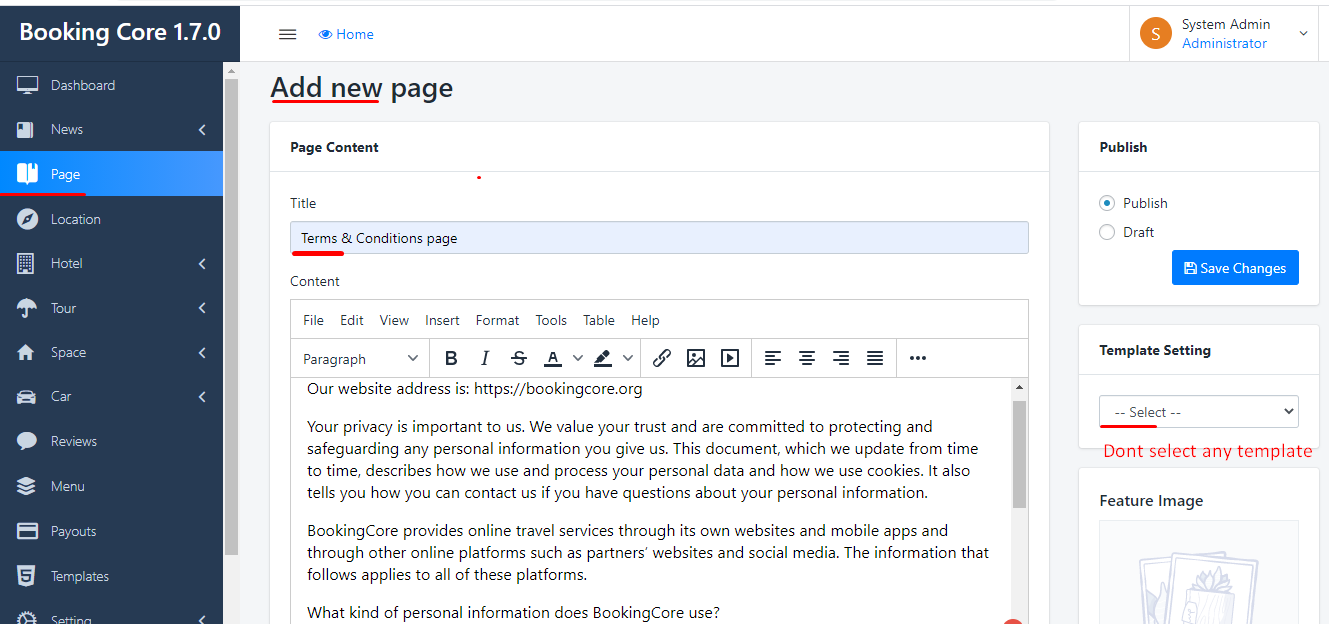 Booking Core 1.7.0
Home
S
System Admin
Administrator
Dashboard
News
Page
Location
Hotel
Tour
Space
Car
Reviews
Menu
Payouts
Templates
Setting
Add new page
Page Content
Title
Terms & Conditions page
Content
File Edit View Insert Format Tools Table Help
Paragraph B I S A
Our website address is: https://bookingcore.org
Your privacy is important to us. We value your trust and are committed to protecting and
safeguarding any personal information you give us. This document, which we update from time
to time, describes how we use and process your personal data and how we use cookies. It also
tells you how you can contact us if you have questions about your personal information.
BookingCore provides online travel services through its own websites and mobile apps and
through other online platforms such as partners’ websites and social media. The information that
follows applies to all of these platforms.
What kind of personal information does BookingCore use?
Publish
Publish
Draft
Save Changes
Template Setting
-- Select --
Dont select any template
Feature Image